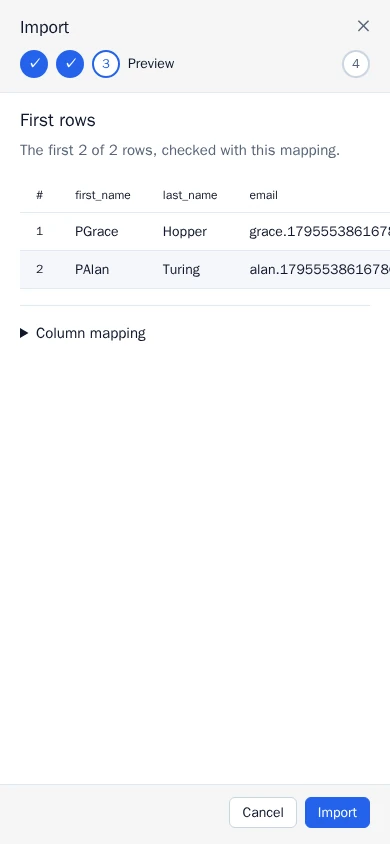 Import
3 Preview 4
First rows
The first 2 of 2 rows, checked with this mapping.
# first_name last_name email
1 PGrace Hopper grace.179555386167
2 PAlan Turing alan.1795553861678
Column mapping
Cancel Import